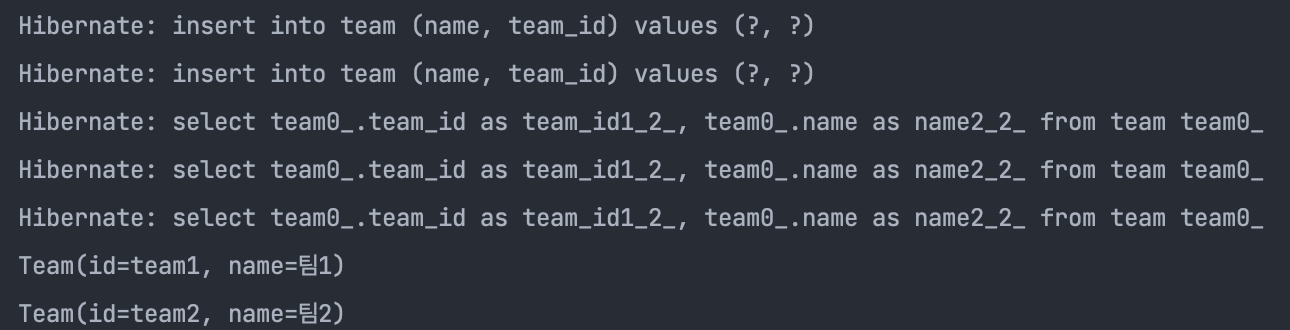 Hibernate: insert into team (name, team_id) values (?, ?)
Hibernate: insert into team (name, team_id) values (?, ?)
Hibernate: select team0_.team_id as team_id1_2_, team0_.name as name2_2_ from team team0_
Hibernate: select team0_.team_id as team_id1_2_, team0_.name as name2_2_ from team team0_
Hibernate: select team0_.team_id as team_id1_2_, team0_.name as name2_2_ from team team0_
Team(id=team1, name=팀1)
Team(id=team2, name=팀2)